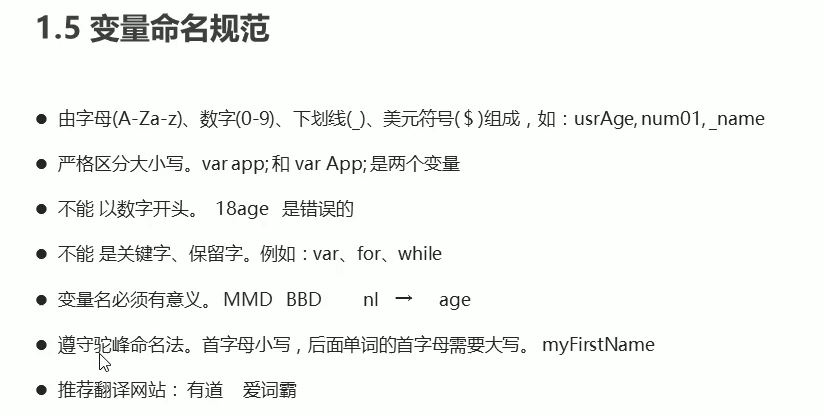 1.5 变量命名规范
● 由字母(A-Za-z)、数字(0-9)、下划线(_)、美元符号( $ )组成，如：usrAge, num01, _name
● 严格区分大小写。var app; 和 var App; 是两个变量
● 不能 以数字开头。 18age 是错误的
● 不能 是关键字、保留字。例如：var、for、while
● 变量名必须有意义。 MMD BBD nl → age
● 遵守驼峰命名法。首字母小写，后面单词的首字母需要大写。 myFirstName
● 推荐翻译网站： 有道 爱词霸